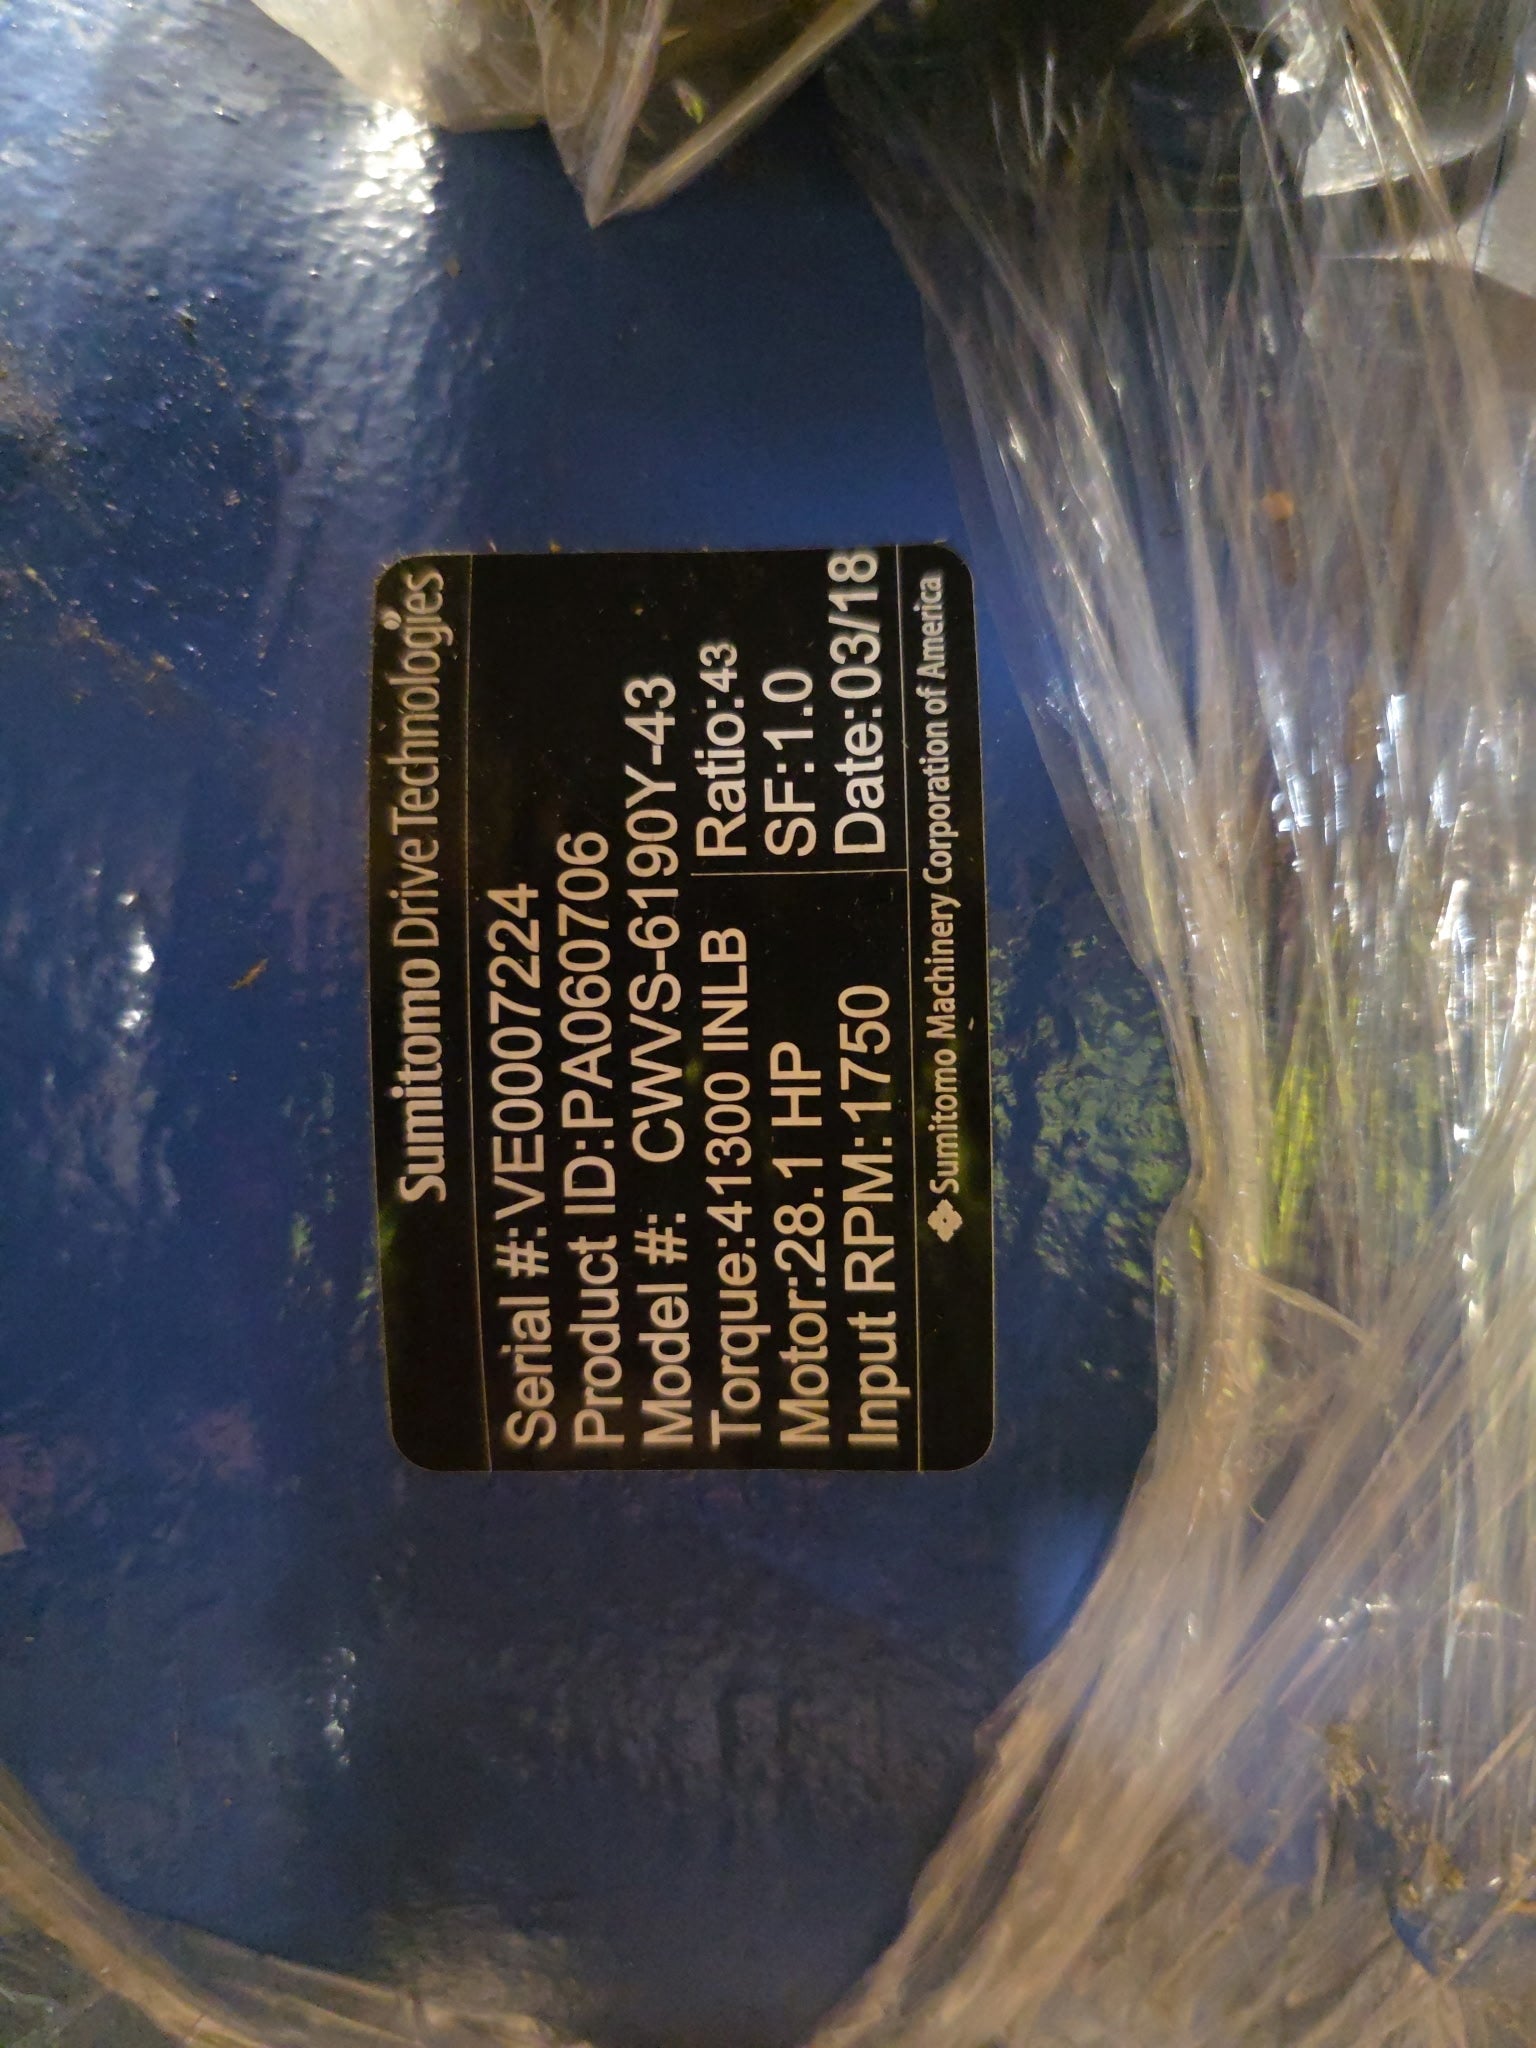 Sumitomo Drive Technologies
Serial #: VE0007224
Product ID:PA060706
Model #: CWVS-6190Y-43
Torque:41300 INLB Ratio:43
Motor:28.1 HP SF:1.0
Input RPM:1750 Date:03/18
Sumitomo Machinery Corporation of America